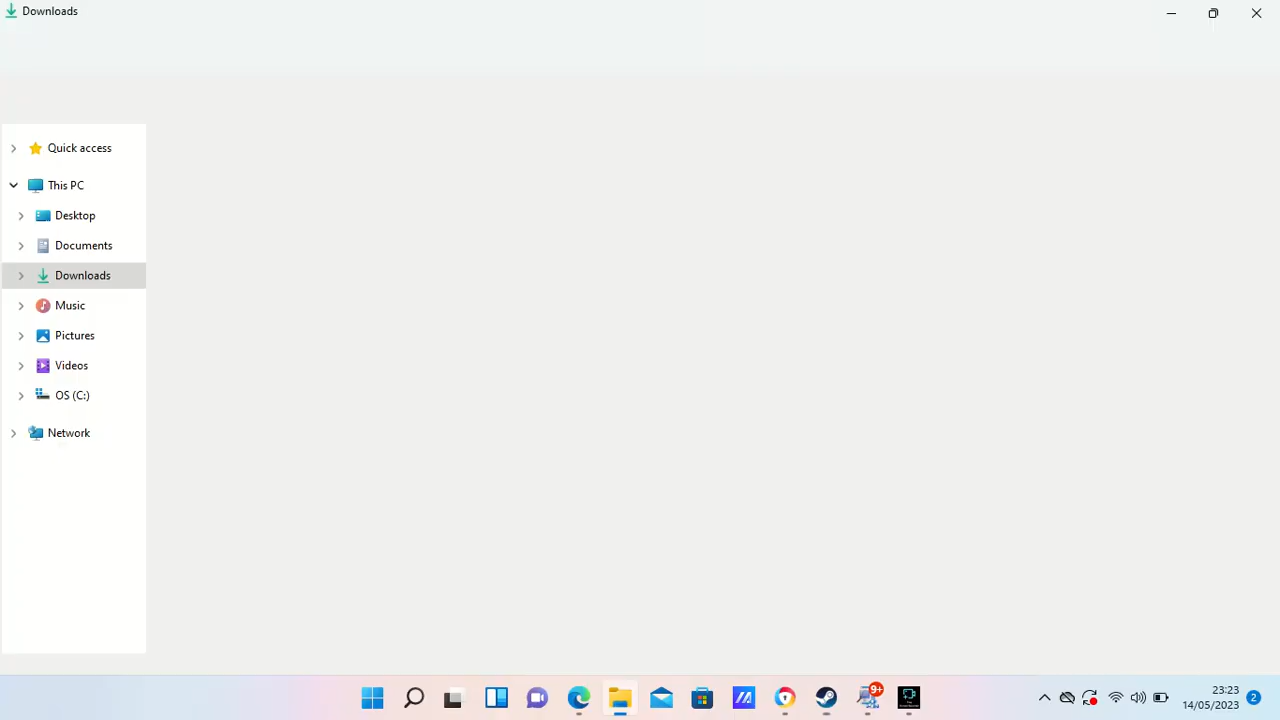 Downloads
Quick access
This PC
Desktop
Documents
Downloads
Music
Pictures
Videos
OS (C:)
Network
9+
23:23
14/05/2023
2